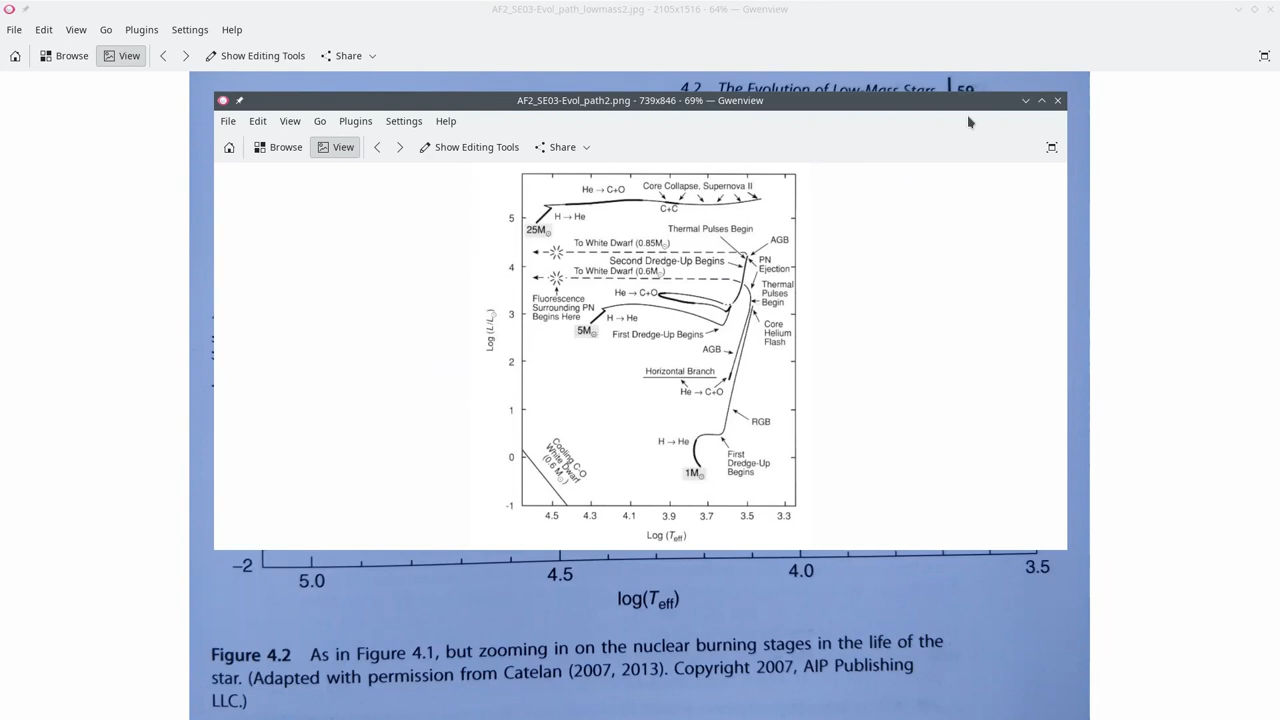 AF2_SE03-Evol_path_lowmass2.jpg - 2105x1516 - 64% — Gwenview
File Edit View Go Plugins Settings Help
Browse View Show Editing Tools Share
4.2 The Evolution of Low-Mass Stars 59
AF2_SE03-Evol_path2.png - 739x846 - 69% — Gwenview
File Edit View Go Plugins Settings Help
Browse View Show Editing Tools Share
He → C+O
Core Collapse, Supernova II
C+C
H → He
25M☉
Thermal Pulses Begin
AGB
To White Dwarf (0.85M☉)
Second Dredge-Up Begins
PN
Ejection
To White Dwarf (0.6M☉)
Thermal
Pulses
Begin
He → C+O
Fluorescence
Surrounding PN
Begins Here
H → He
5M☉
First Dredge-Up Begins
Core
Helium
Flash
AGB
Horizontal Branch
He → C+O
RGB
H → He
First
Dredge-Up
Begins
1M☉
Cooling C-O
White Dwarf
(0.6 M☉)
Log (L/L☉)
5
4
3
2
1
0
-1
4.5 4.3 4.1 3.9 3.7 3.5 3.3
Log (Teff)
−2
5.0 4.5 4.0 3.5
log(Teff)
Figure 4.2 As in Figure 4.1, but zooming in on the nuclear burning stages in the life of the
star. (Adapted with permission from Catelan (2007, 2013). Copyright 2007, AIP Publishing
LLC.)